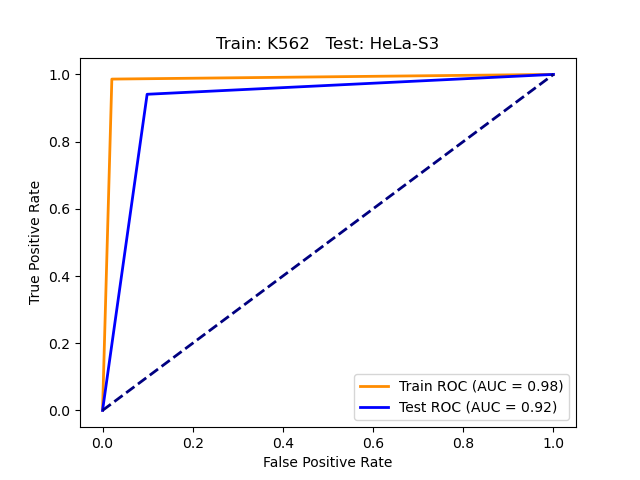 Train: K562   Test: HeLa-S3
1.0
0.8
0.6
0.4
0.2
0.0
True Positive Rate
Train ROC (AUC = 0.98)
Test ROC (AUC = 0.92)
0.0 0.2 0.4 0.6 0.8 1.0
False Positive Rate